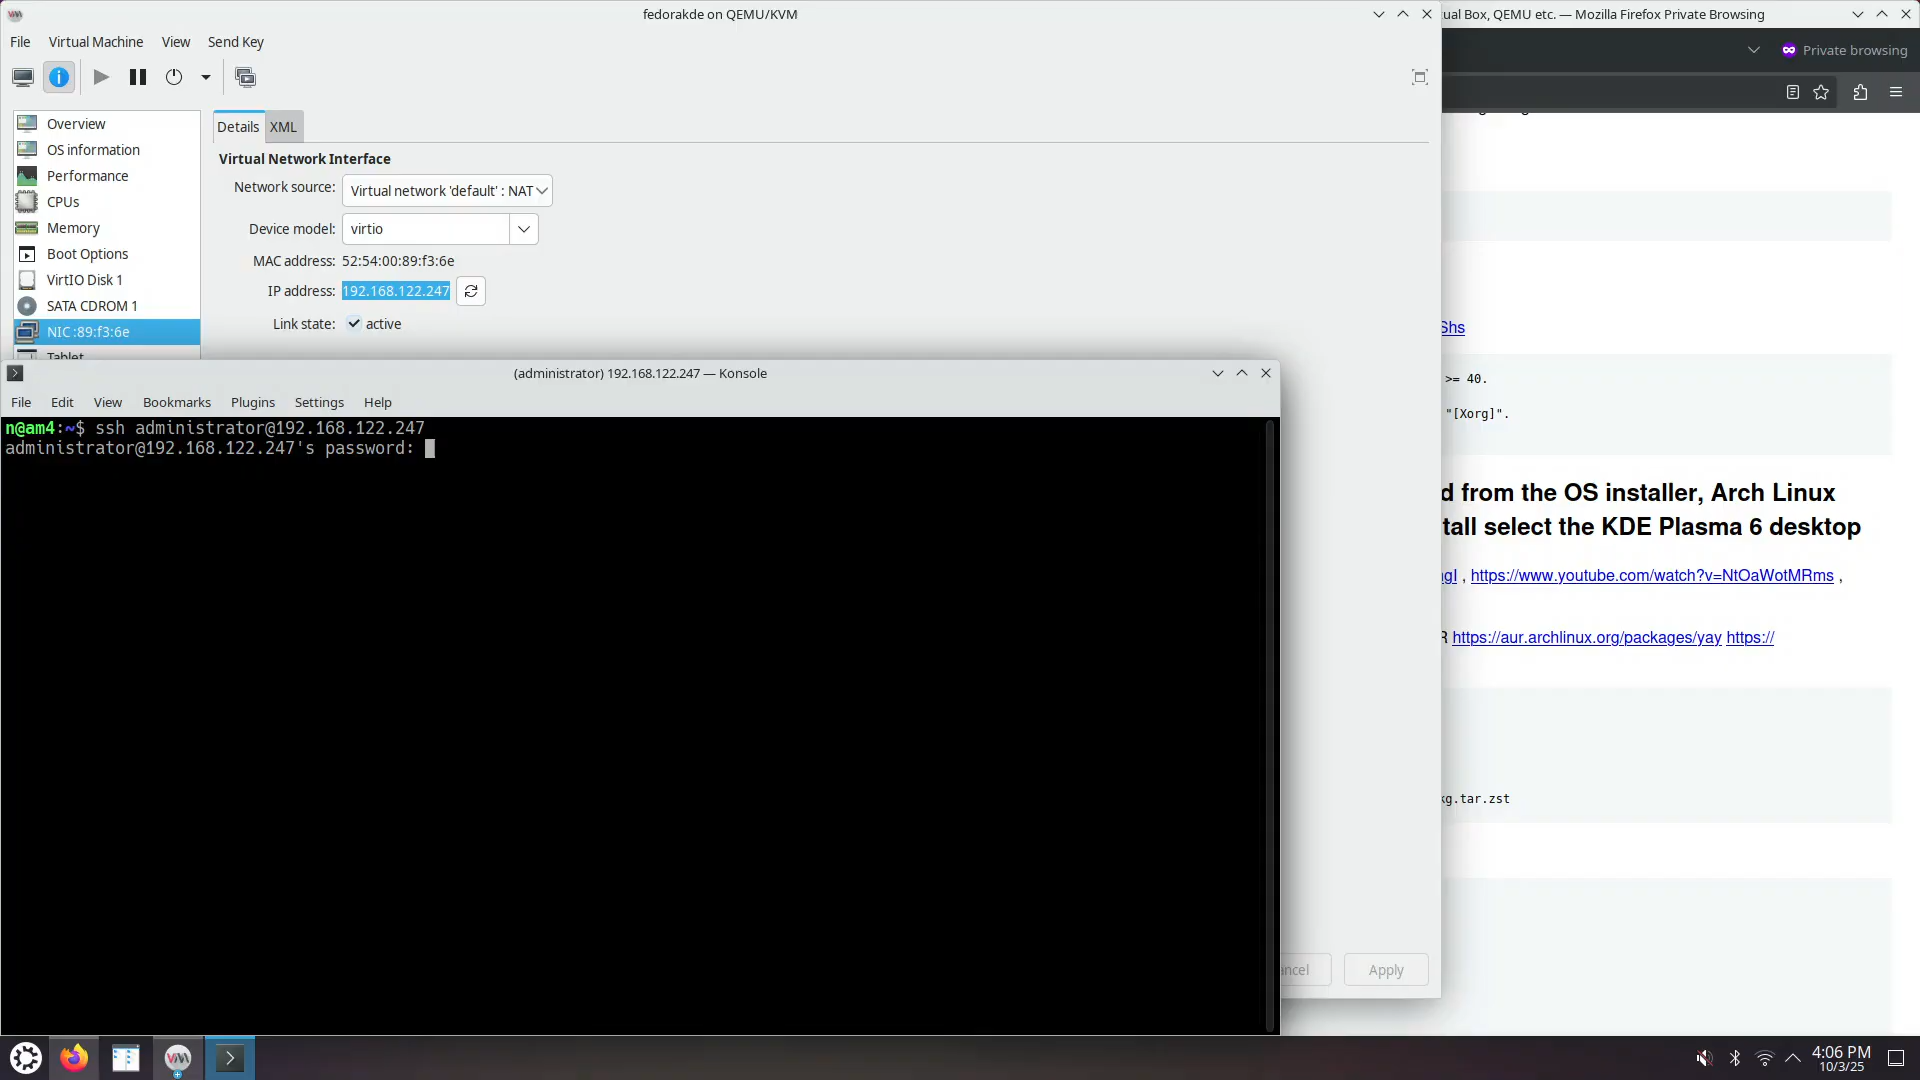 fedorakde on QEMU/KVM
ual Box, QEMU etc. — Mozilla Firefox Private Browsing
File Virtual Machine View Send Key
Private browsing
Overview
OS information
Performance
CPUs
Memory
Boot Options
VirtIO Disk 1
SATA CDROM 1
NIC :89:f3:6e
Tablet
Details XML
Virtual Network Interface
Network source: Virtual network 'default' : NAT
Device model: virtio
MAC address: 52:54:00:89:f3:6e
IP address: 192.168.122.247
Link state: active
Shs
>= 40.
"[Xorg]".
d from the OS installer, Arch Linux
tall select the KDE Plasma 6 desktop
ngI , https://www.youtube.com/watch?v=NtOaWotMRms ,
R https://aur.archlinux.org/packages/yay https://
kg.tar.zst
(administrator) 192.168.122.247 — Konsole
File Edit View Bookmarks Plugins Settings Help
n@am4:~$ ssh administrator@192.168.122.247
administrator@192.168.122.247's password:
ancel Apply
4:06 PM
10/3/25